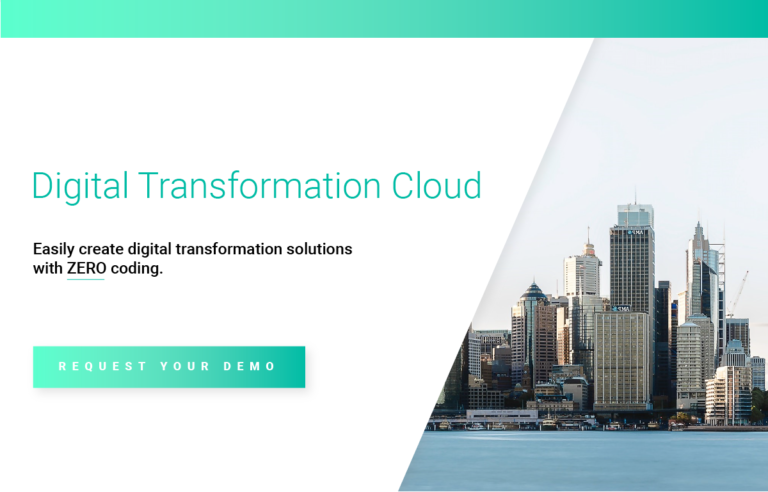 Digital Transformation Cloud
Easily create digital transformation solutions
with ZERO coding.
REQUEST YOUR DEMO